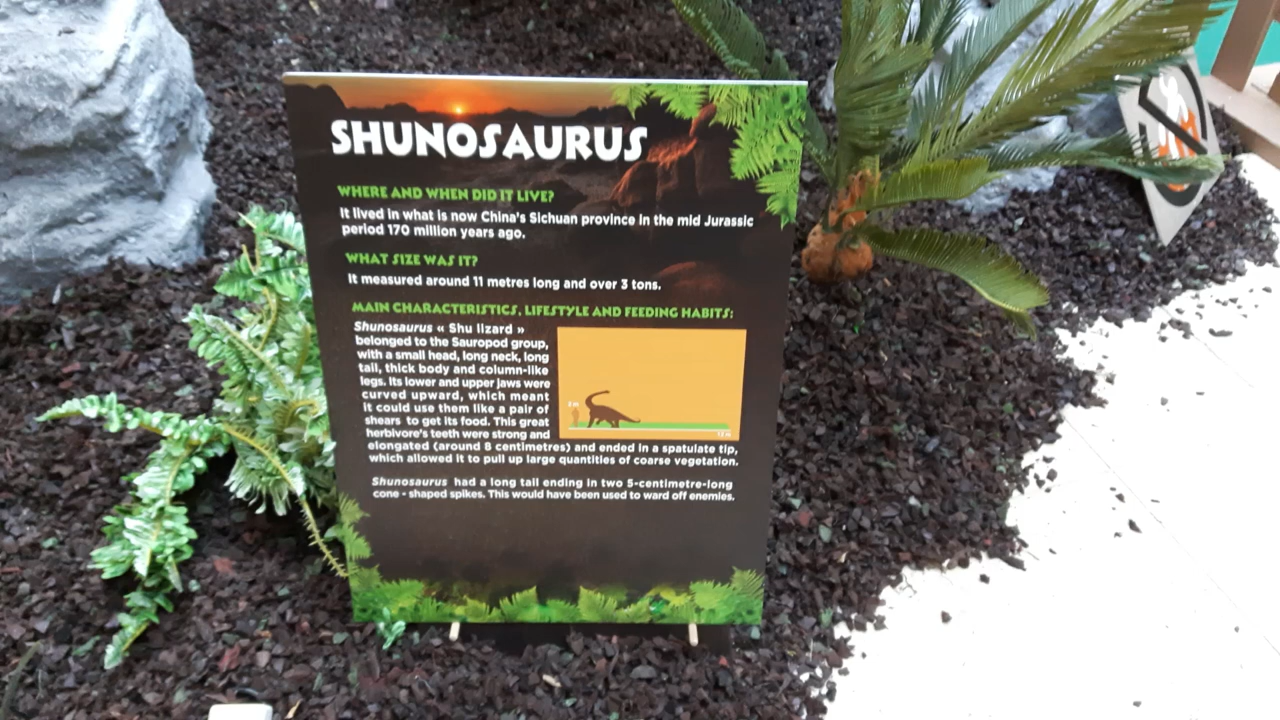 SHUNOSAURUS
WHERE AND WHEN DID IT LIVE?
It lived in what is now China's Sichuan province in the mid Jurassic
period 170 million years ago.
WHAT SIZE WAS IT?
It measured around 11 metres long and over 3 tons.
MAIN CHARACTERISTICS, LIFESTYLE AND FEEDING HABITS:
Shunosaurus « Shu lizard »
belonged to the Sauropod group,
with a small head, long neck, long
tail, thick body and column-like
legs. Its lower and upper jaws were
curved upward, which meant
it could use them like a pair of
shears to get its food. This great
herbivore's teeth were strong and
elongated (around 8 centimetres) and ended in a spatulate tip,
which allowed it to pull up large quantities of coarse vegetation.
2 m
Shunosaurus had a long tail ending in two 5-centimetre-long
cone - shaped spikes. This would have been used to ward off enemies.